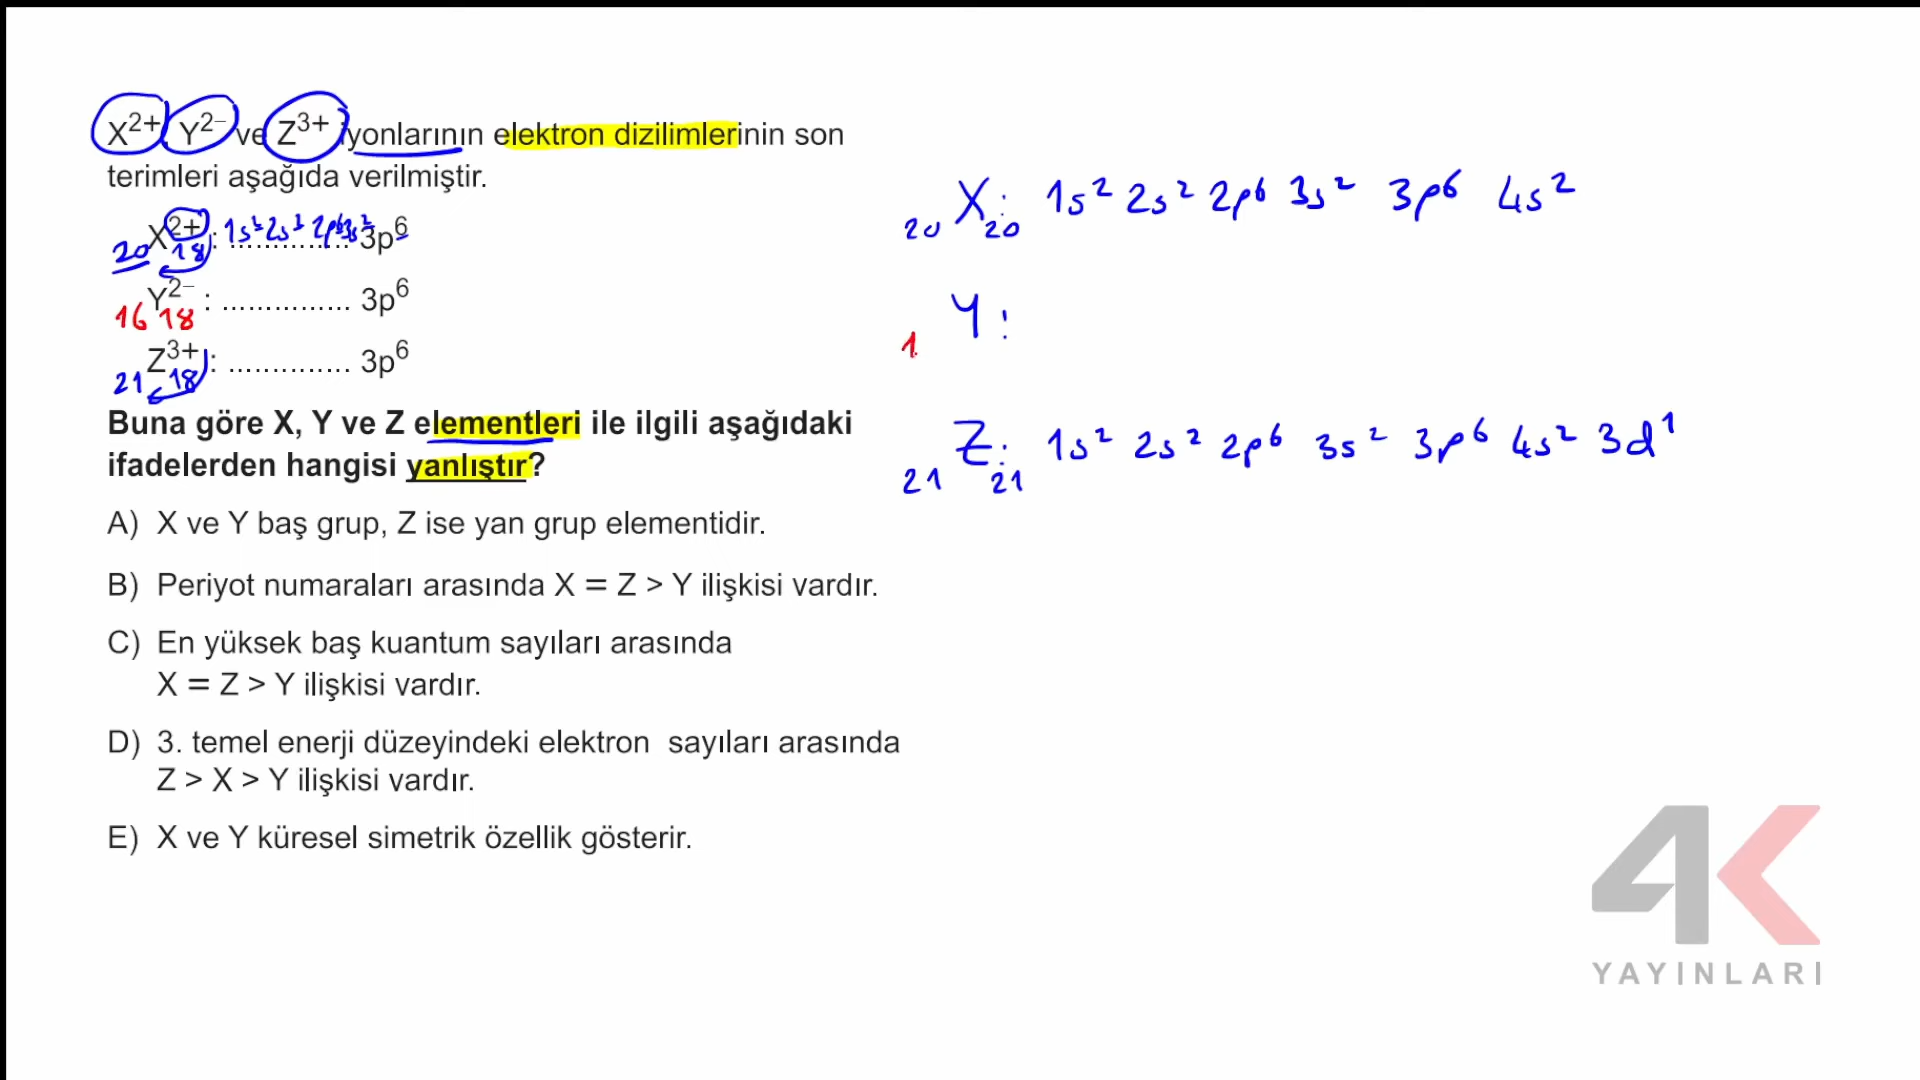 X²⁺, Y²⁻ ve Z³⁺ iyonlarının elektron dizilimlerinin son
terimleri aşağıda verilmiştir.
20 X²⁺ 18 : 1s² 2s² 2p⁶ 3s² .............. 3p⁶
16 Y²⁻ 18 : .............. 3p⁶
21 Z³⁺ 18 : .............. 3p⁶
Buna göre X, Y ve Z elementleri ile ilgili aşağıdaki
ifadelerden hangisi yanlıştır?
A) X ve Y baş grup, Z ise yan grup elementidir.
B) Periyot numaraları arasında X = Z > Y ilişkisi vardır.
C) En yüksek baş kuantum sayıları arasında
X = Z > Y ilişkisi vardır.
D) 3. temel enerji düzeyindeki elektron sayıları arasında
Z > X > Y ilişkisi vardır.
E) X ve Y küresel simetrik özellik gösterir.
20 X: 20 1s² 2s² 2p⁶ 3s² 3p⁶ 4s²
1 Y:
21 Z: 21 1s² 2s² 2p⁶ 3s² 3p⁶ 4s² 3d¹
4K
YAYINLARI